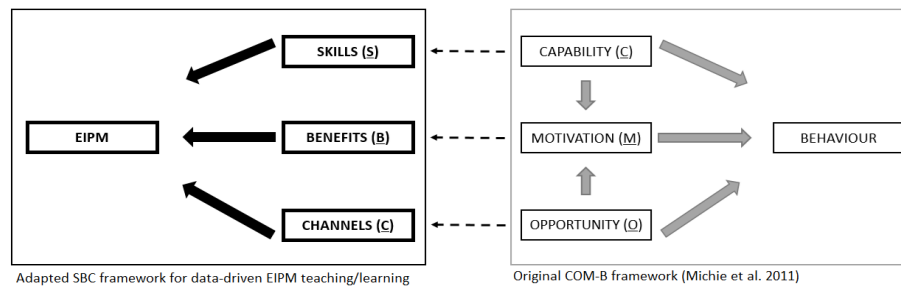 SKILLS (S)
CAPABILITY (C)
EIPM
BENEFITS (B)
MOTIVATION (M)
BEHAVIOUR
CHANNELS (C)
OPPORTUNITY (O)
Adapted SBC framework for data-driven EIPM teaching/learning
Original COM-B framework (Michie et al. 2011)